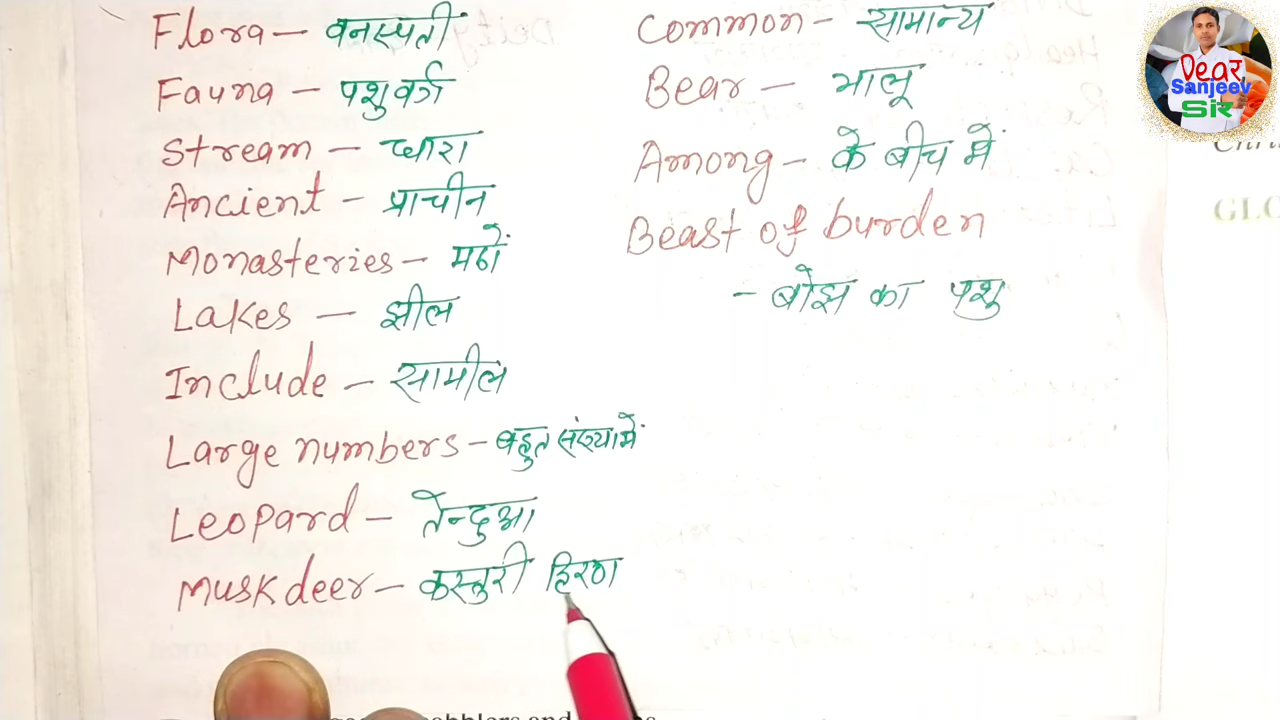 Flora – वनस्पती
Fauna – पशुवर्ग
Stream – धारा
Ancient – प्राचीन
Monasteries – मठों
Lakes – झील
Include – सामील
Large numbers – बहुत संख्या में
Leopard – तेन्दुआ
Musk deer – कस्तुरी हिरण
Common – सामान्य
Bear – भालू
Among – के बीच में
Beast of burden
– बोझ का पशु
Dear
Sanjeev
Sir
GLO